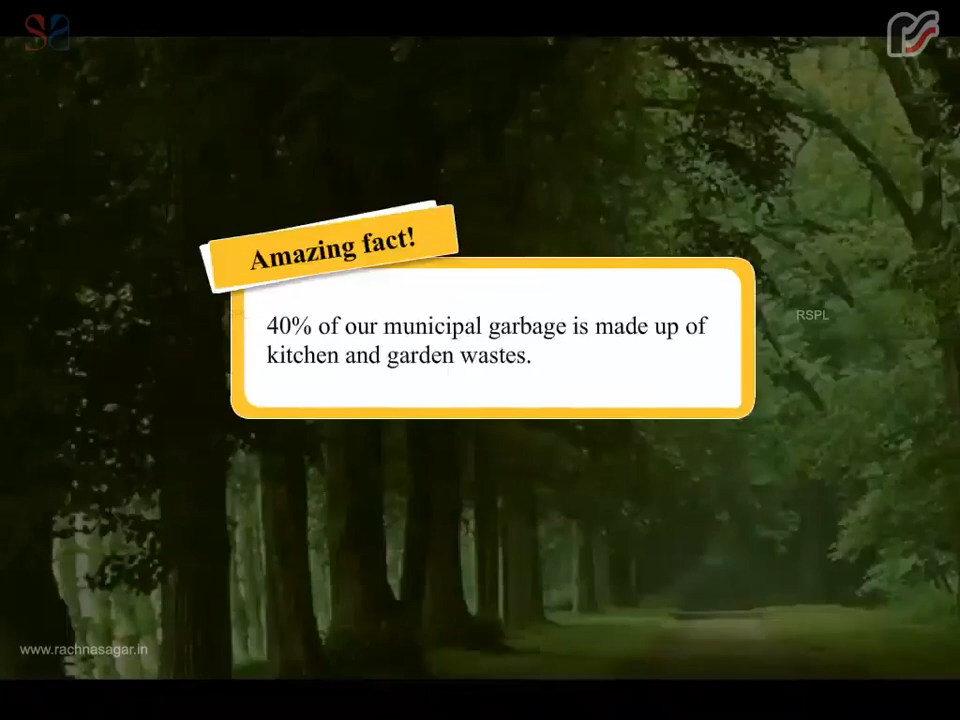 Amazing fact!
40% of our municipal garbage is made up of
kitchen and garden wastes.
RSPL
www.rachnasagar.in